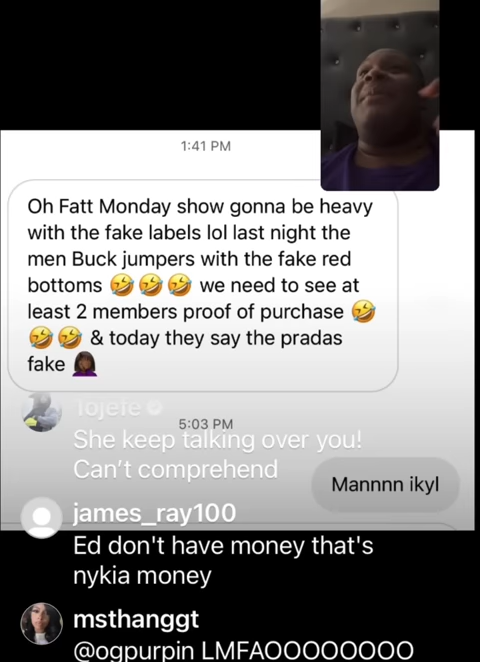 1:41 PM
Oh Fatt Monday show gonna be heavy
with the fake labels lol last night the
men Buck jumpers with the fake red
bottoms 🤣🤣🤣 we need to see at
least 2 members proof of purchase 🤣
🤣🤣 & today they say the pradas
fake 🤦🏿‍♀️
Tojefe
5:03 PM
She keep talking over you!
Can't comprehend
Mannnn ikyl
james_ray100
Ed don't have money that's
nykia money
msthanggt
@ogpurpin LMFAOOOOOOOO